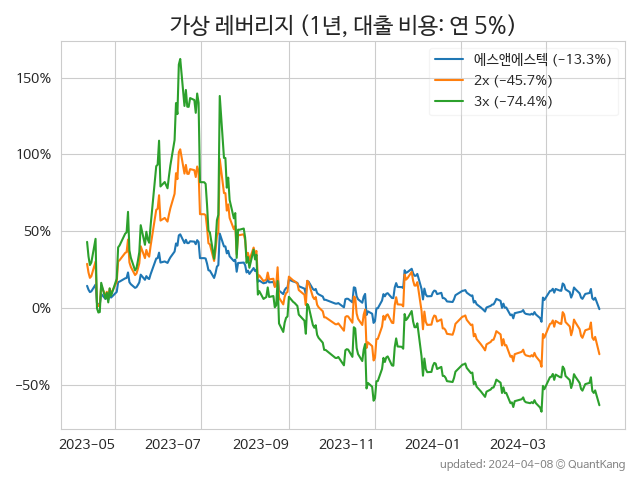 가상 레버리지 (1년, 대출 비용: 연 5%)
에스앤에스텍 (−13.3%)
2x (−45.7%)
3x (−74.4%)
150%
100%
50%
0%
−50%
2023-05 2023-07 2023-09 2023-11 2024-01 2024-03
updated: 2024-04-08 © QuantKang